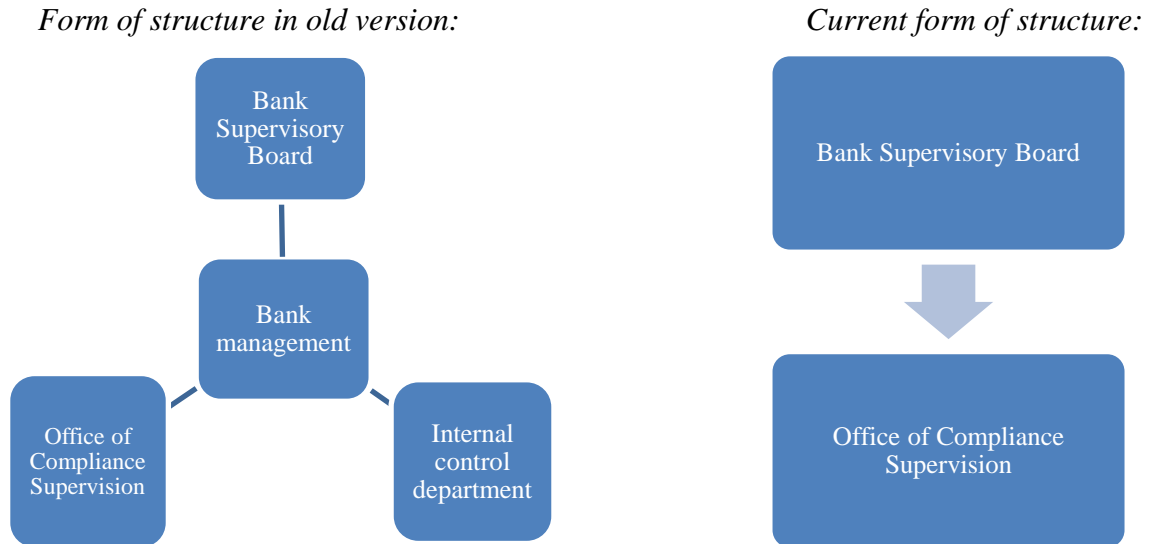 Form of structure in old version:
Bank
Supervisory
Board
Bank
management
Office of
Compliance
Supervision
Internal
control
department
Current form of structure:
Bank Supervisory Board
Office of Compliance
Supervision